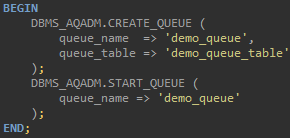 BEGIN
    DBMS_AQADM.CREATE_QUEUE (
        queue_name  => 'demo_queue',
        queue_table => 'demo_queue_table'
    );
    DBMS_AQADM.START_QUEUE (
        queue_name => 'demo_queue'
    );
END;